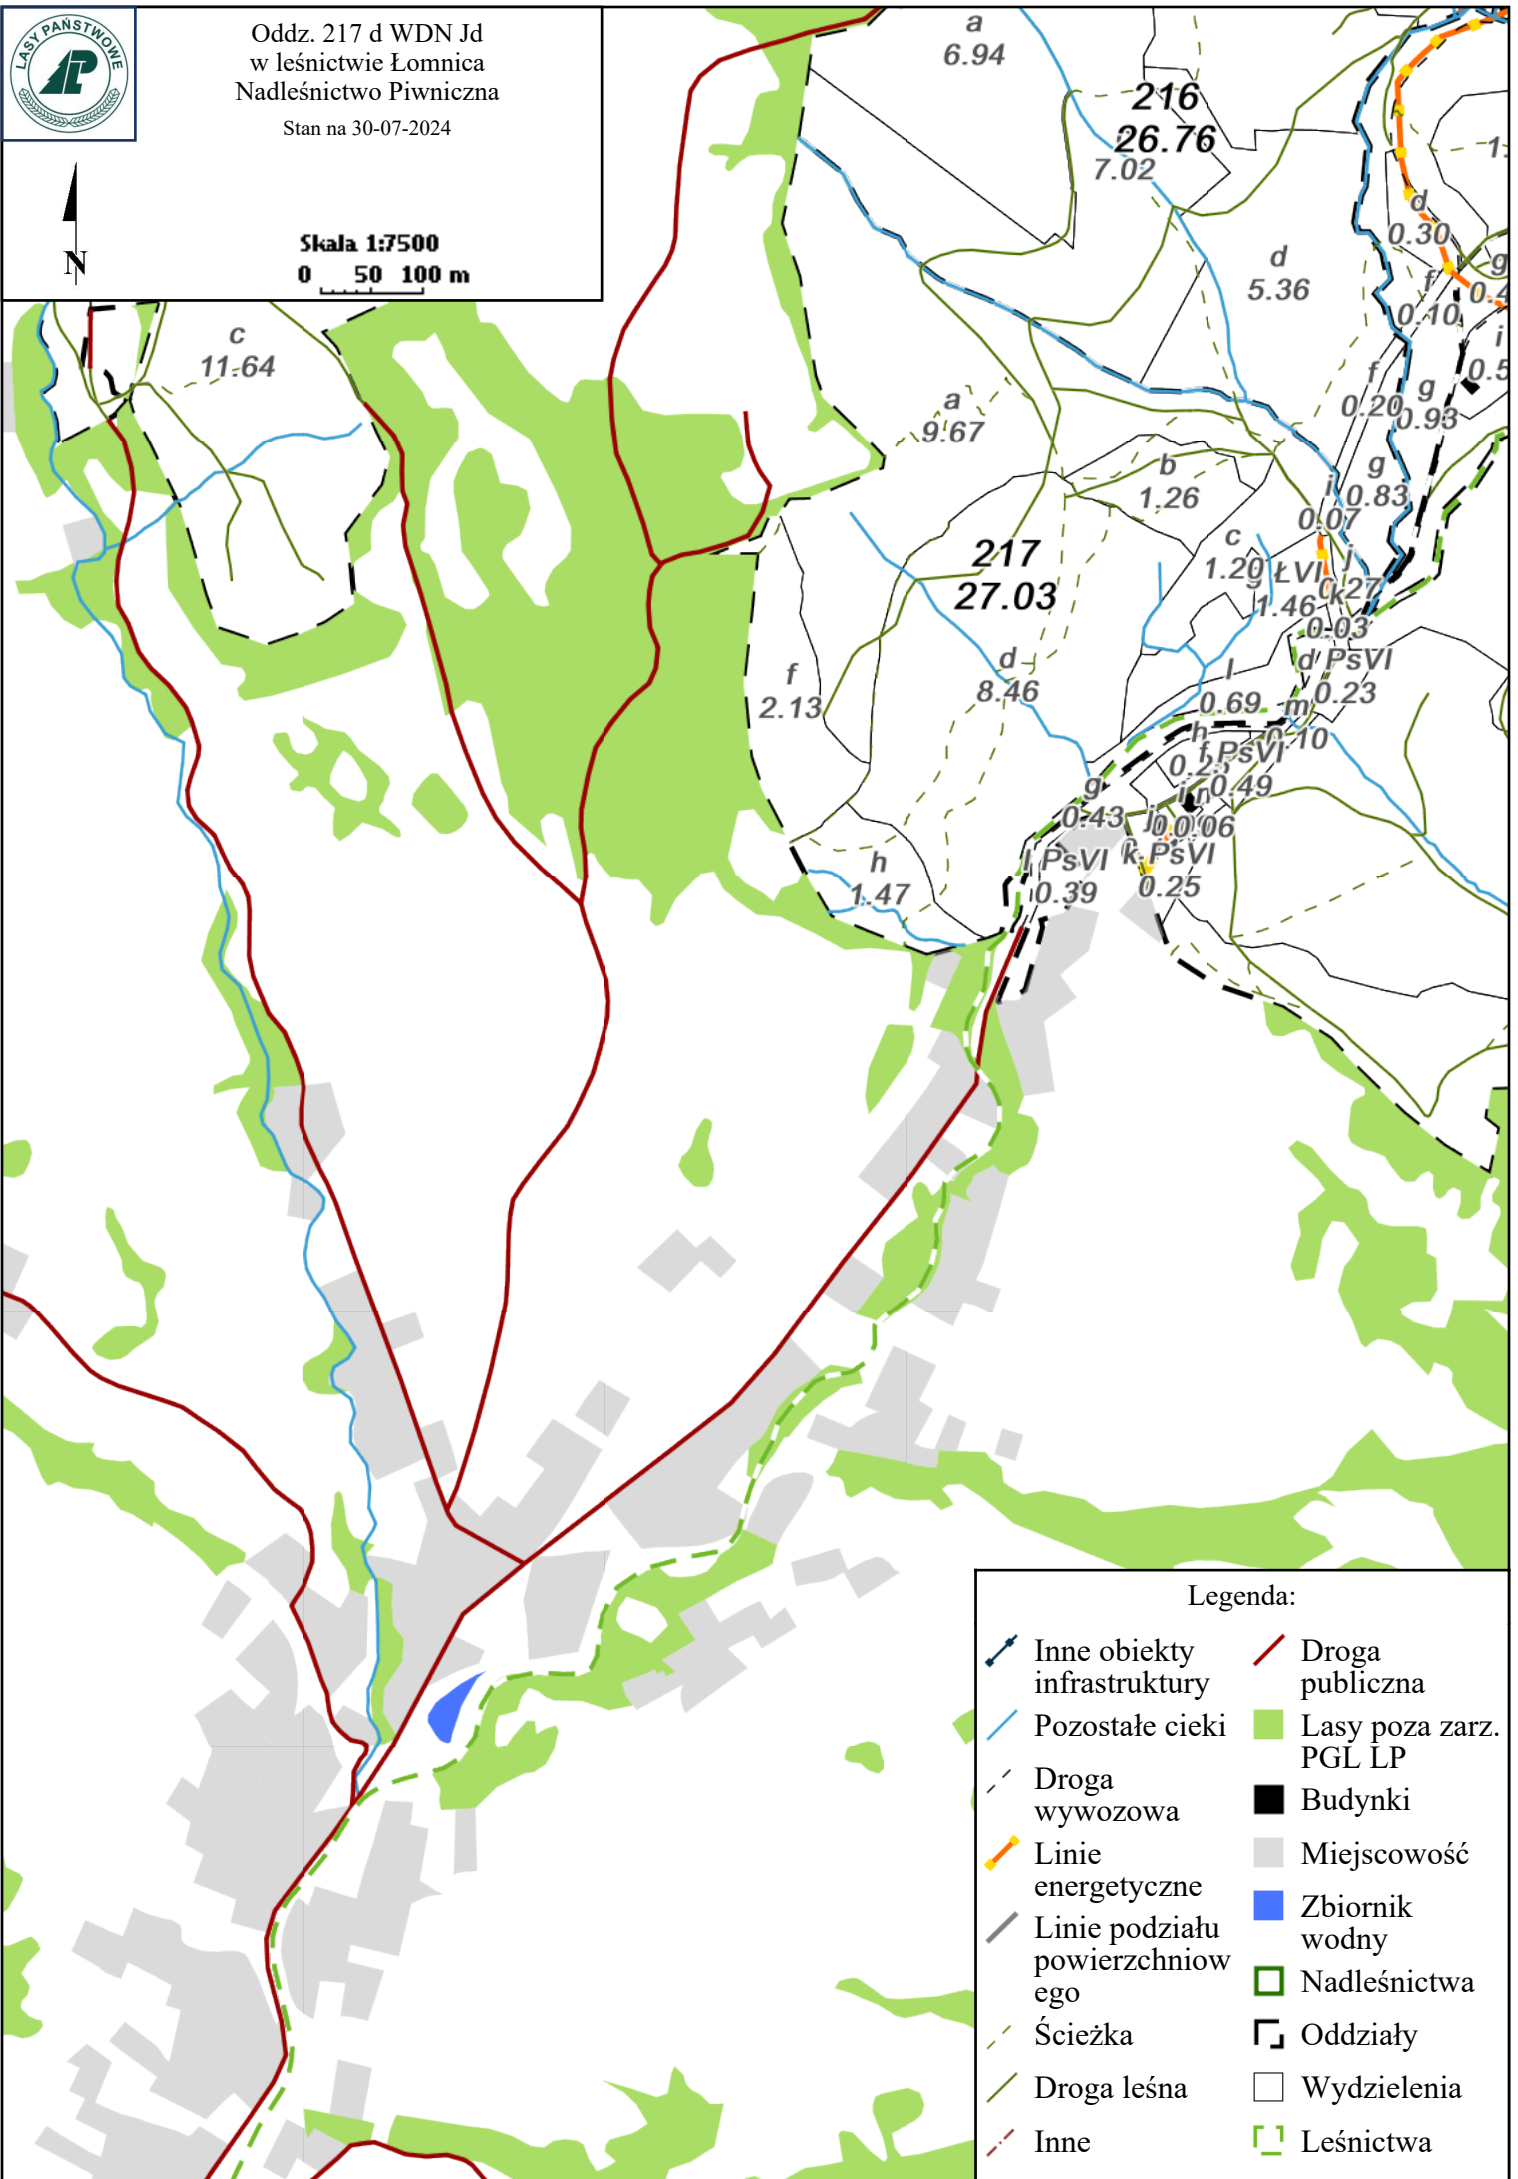 LASY PAŃSTWOWE
Oddz. 217 d WDN Jd
w leśnictwie Łomnica
Nadleśnictwo Piwniczna
Stan na 30-07-2024
N
Skala 1:7500
0 50 100 m
a
6.94
216
26.76
7.02
d
0.30
d
5.36
f
0.10
c
11.64
i
f
0.20
g
0.93
a
9.67
b
1.26
g
0.83
i
0.07
c
1.20
217
27.03
g ŁVI
1.46
j
0.27
k
0.03
d PsVI
0.23
f
2.13
d
8.46
l
0.69
m
0.10
h
f PsVI
0.49
g
0.43
i
j
0.06
l PsVI
0.39
k PsVI
0.25
h
1.47
Legenda:
Inne obiekty
infrastruktury
Pozostałe cieki
Droga
wywozowa
Linie
energetyczne
Linie podziału
powierzchniow
ego
Ścieżka
Droga leśna
Inne
Droga
publiczna
Lasy poza zarz.
PGL LP
Budynki
Miejscowość
Zbiornik
wodny
Nadleśnictwa
Oddziały
Wydzielenia
Leśnictwa